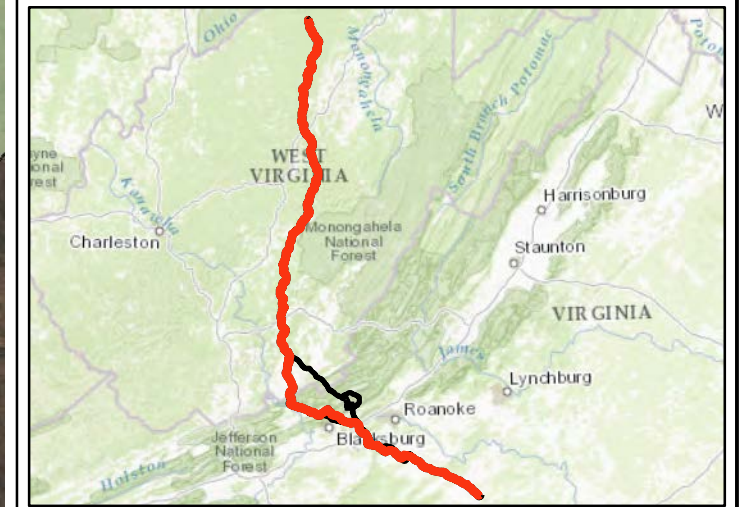 Ohio
Monongahela
South Branch Potomac
WEST
VIRGINIA
Kanawha
Harrisonburg
Charleston
Monongahela
National
Forest
Staunton
VIRGINIA
James
Lynchburg
Roanoke
Blacksburg
Jefferson
National
Forest
Holston